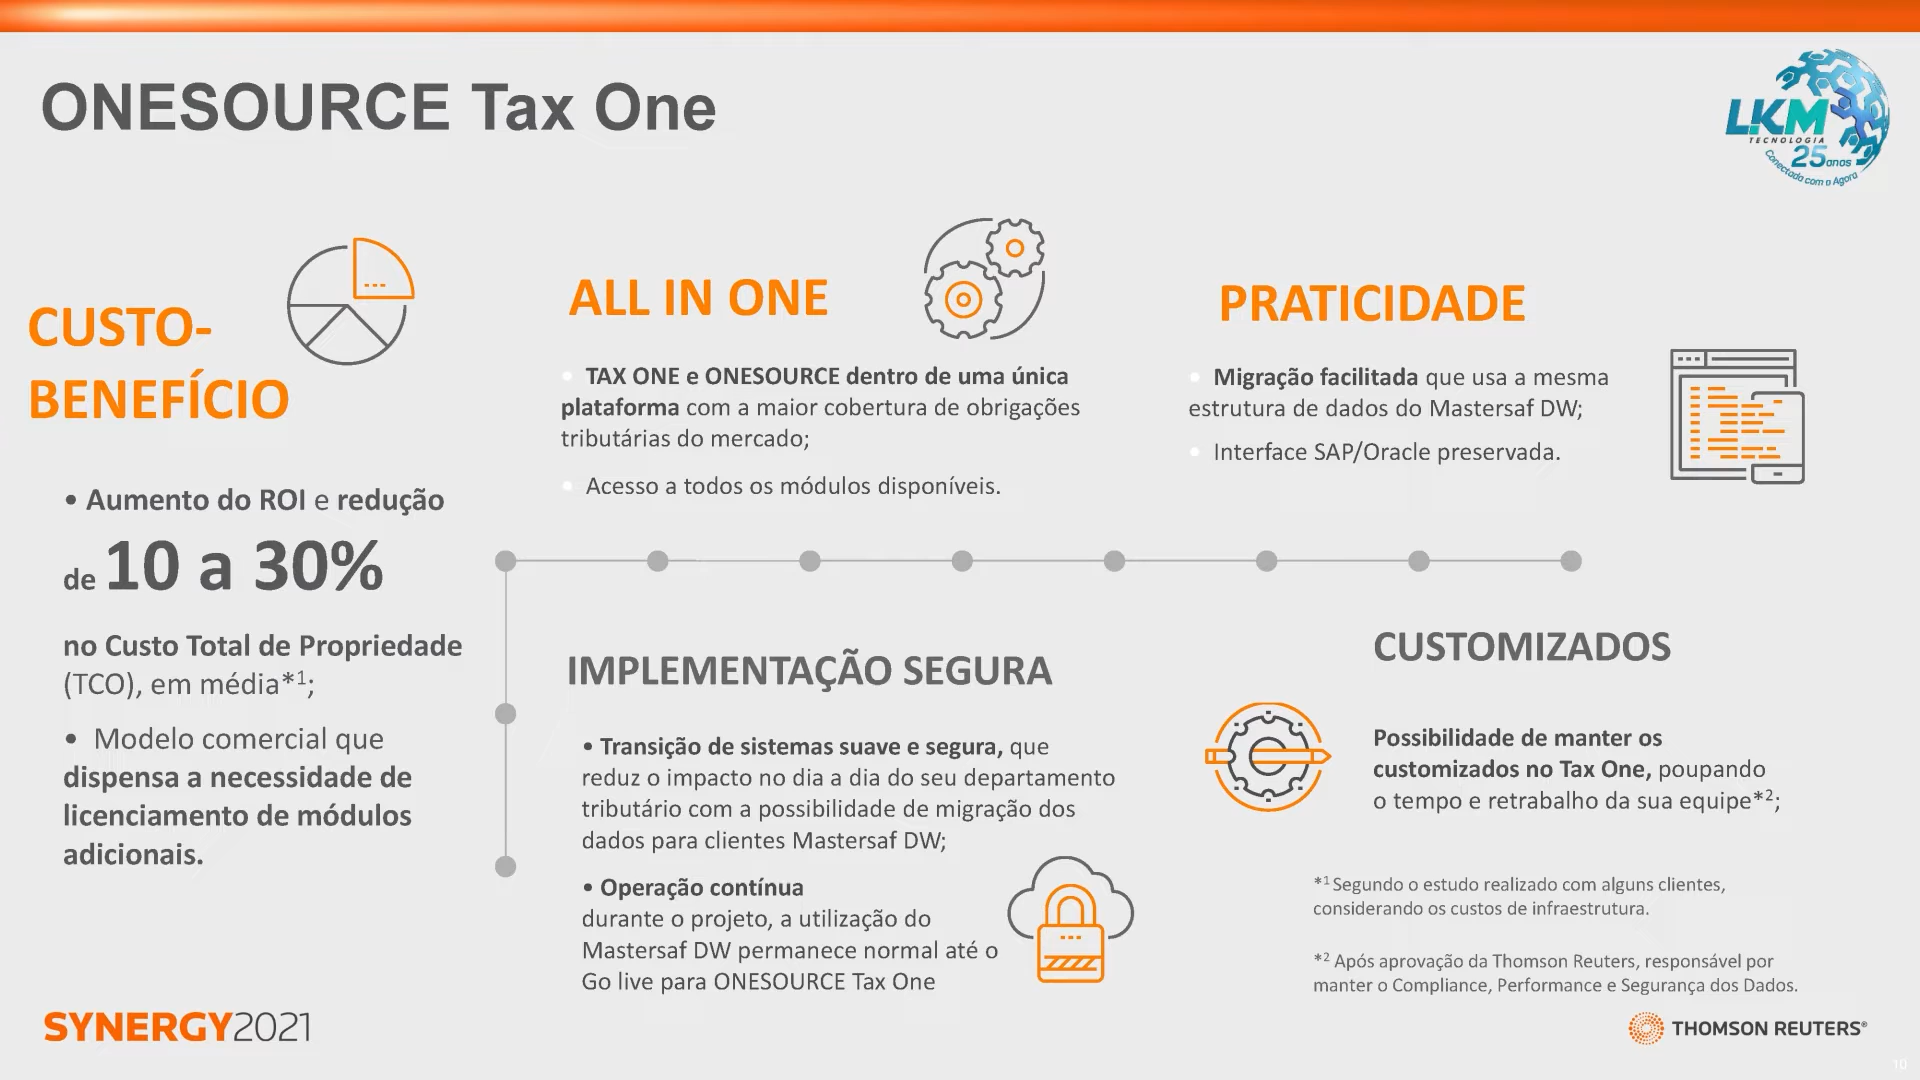 ONESOURCE Tax One
LKM
TECNOLOGIA
25 anos
Conectada com o Agora
CUSTO-
BENEFÍCIO
• Aumento do ROI e redução
de 10 a 30%
no Custo Total de Propriedade
(TCO), em média*1;
• Modelo comercial que
dispensa a necessidade de
licenciamento de módulos
adicionais.
ALL IN ONE
• TAX ONE e ONESOURCE dentro de uma única
plataforma com a maior cobertura de obrigações
tributárias do mercado;
• Acesso a todos os módulos disponíveis.
PRATICIDADE
• Migração facilitada que usa a mesma
estrutura de dados do Mastersaf DW;
• Interface SAP/Oracle preservada.
IMPLEMENTAÇÃO SEGURA
• Transição de sistemas suave e segura, que
reduz o impacto no dia a dia do seu departamento
tributário com a possibilidade de migração dos
dados para clientes Mastersaf DW;
• Operação contínua
durante o projeto, a utilização do
Mastersaf DW permanece normal até o
Go live para ONESOURCE Tax One
CUSTOMIZADOS
Possibilidade de manter os
customizados no Tax One, poupando
o tempo e retrabalho da sua equipe*2;
*1 Segundo o estudo realizado com alguns clientes,
considerando os custos de infraestrutura.
*2 Após aprovação da Thomson Reuters, responsável por
manter o Compliance, Performance e Segurança dos Dados.
SYNERGY2021
THOMSON REUTERS®
10